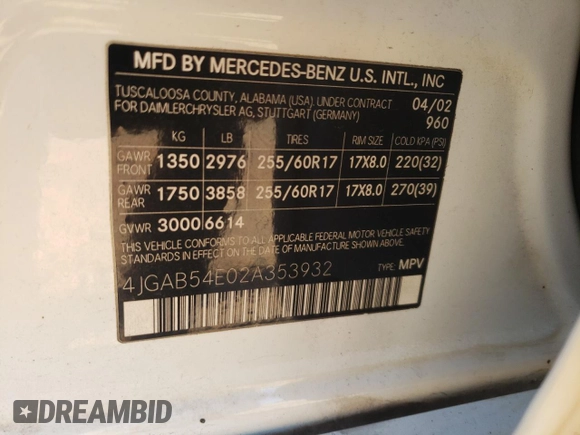 MFD BY MERCEDES-BENZ U.S. INTL., INC
TUSCALOOSA COUNTY, ALABAMA (USA). UNDER CONTRACT 04/02
FOR DAIMLERCHRYSLER AG, STUTTGART (GERMANY) 960
KG LB TIRES RIM SIZE COLD KPA (PSI)
GAWR FRONT 1350 2976 255/60R17 17X8.0 220(32)
GAWR REAR 1750 3858 255/60R17 17X8.0 270(39)
GVWR 3000 6614
THIS VEHICLE CONFORMS TO ALL APPLICABLE FEDERAL MOTOR VEHICLE SAFETY
STANDARDS IN EFFECT ON THE DATE OF MANUFACTURE SHOWN ABOVE.
4JGAB54E02A353932 TYPE: MPV
DREAMBID